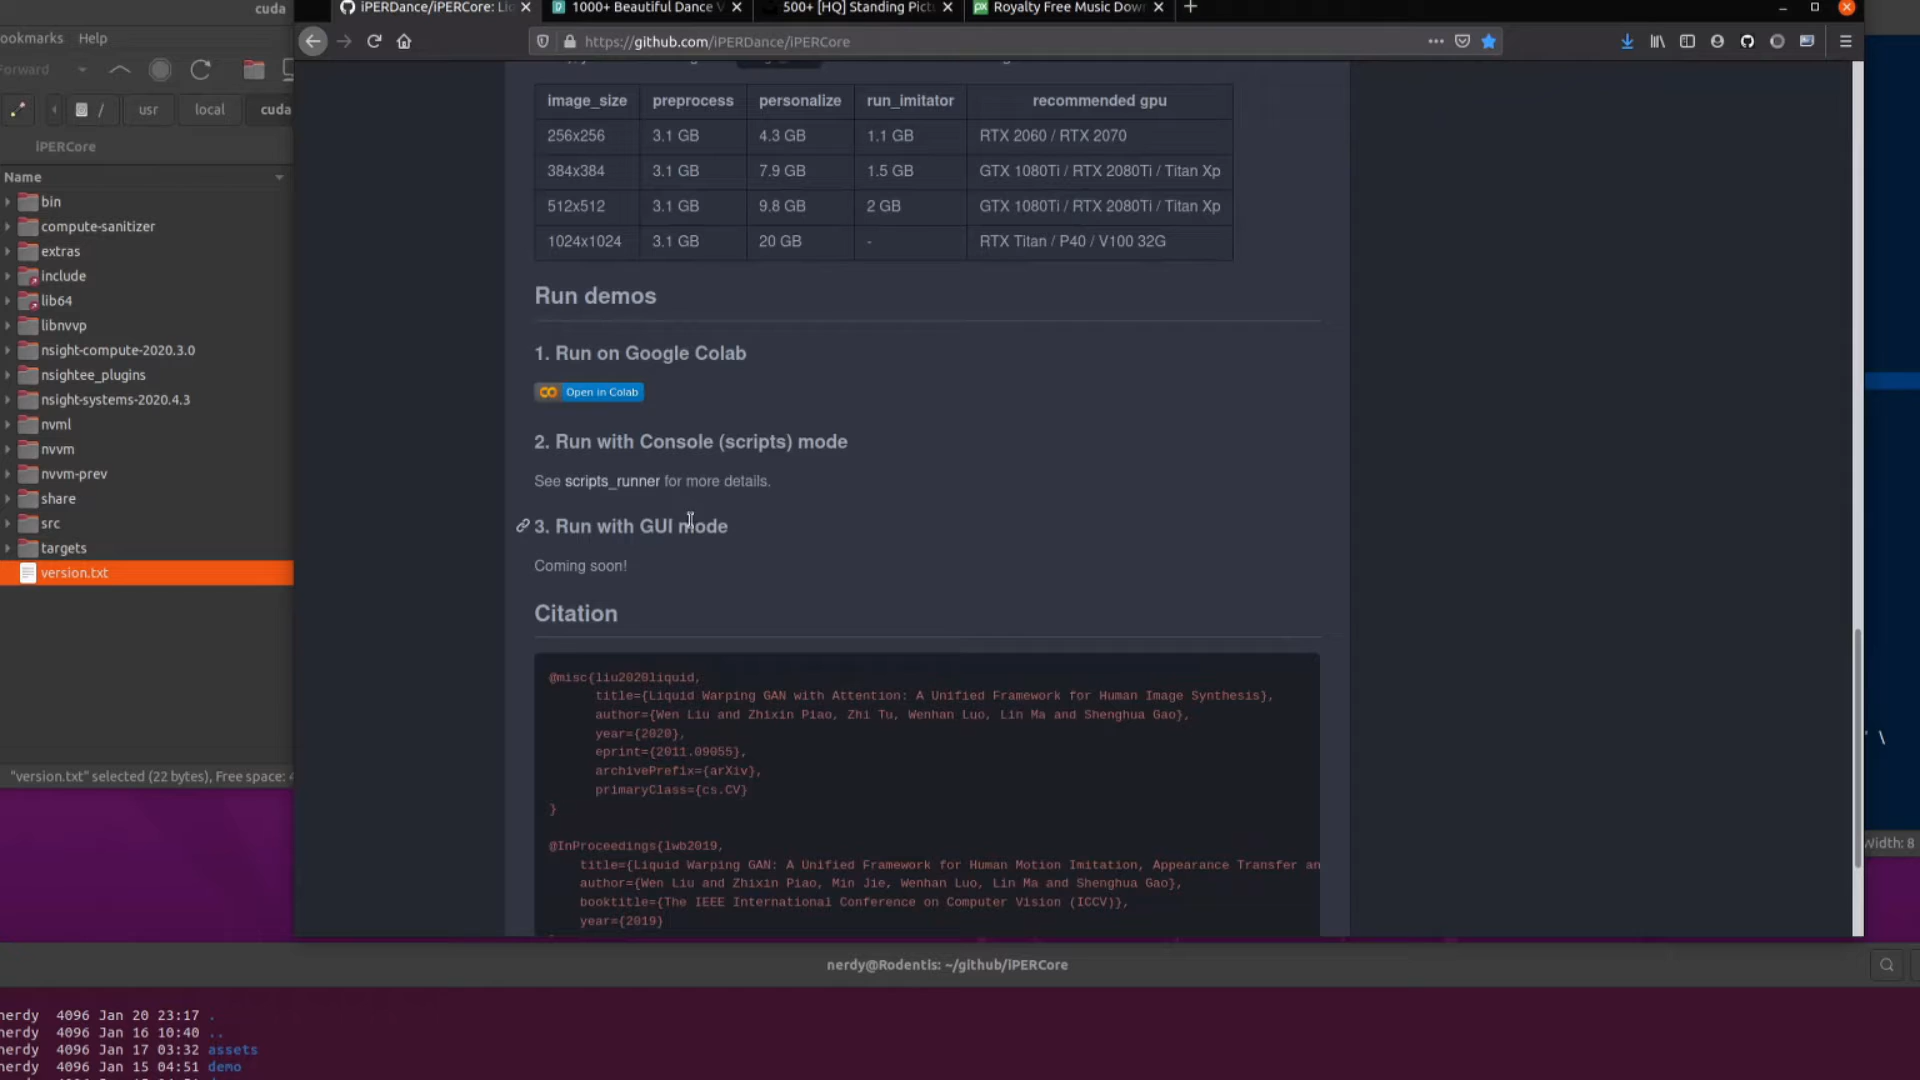 cuda
iPERDance/iPERCore: Li
1000+ Beautiful Dance V
500+ [HQ] Standing Pict
Royalty Free Music Dow
ookmarks Help
https://github.com/iPERDance/iPERCore
Forward
/ usr local cuda
iPERCore
Name
bin
compute-sanitizer
extras
include
lib64
libnvvp
nsight-compute-2020.3.0
nsightee_plugins
nsight-systems-2020.4.3
nvml
nvvm
nvvm-prev
share
src
targets
version.txt
"version.txt" selected (22 bytes), Free space: 4
image_size preprocess personalize run_imitator recommended gpu
256x256 3.1 GB 4.3 GB 1.1 GB RTX 2060 / RTX 2070
384x384 3.1 GB 7.9 GB 1.5 GB GTX 1080Ti / RTX 2080Ti / Titan Xp
512x512 3.1 GB 9.8 GB 2 GB GTX 1080Ti / RTX 2080Ti / Titan Xp
1024x1024 3.1 GB 20 GB - RTX Titan / P40 / V100 32G
Run demos
1. Run on Google Colab
Open in Colab
2. Run with Console (scripts) mode
See scripts_runner for more details.
3. Run with GUI mode
Coming soon!
Citation
@misc{liu2020liquid,
title={Liquid Warping GAN with Attention: A Unified Framework for Human Image Synthesis},
author={Wen Liu and Zhixin Piao, Zhi Tu, Wenhan Luo, Lin Ma and Shenghua Gao},
year={2020},
eprint={2011.09055},
archivePrefix={arXiv},
primaryClass={cs.CV}
}
@InProceedings{lwb2019,
title={Liquid Warping GAN: A Unified Framework for Human Motion Imitation, Appearance Transfer an
author={Wen Liu and Zhixin Piao, Min Jie, Wenhan Luo, Lin Ma and Shenghua Gao},
booktitle={The IEEE International Conference on Computer Vision (ICCV)},
year={2019}
' \
Width: 8
nerdy@Rodentis: ~/github/iPERCore
nerdy 4096 Jan 20 23:17 .
nerdy 4096 Jan 16 10:40 ..
nerdy 4096 Jan 17 03:32 assets
nerdy 4096 Jan 15 04:51 demo